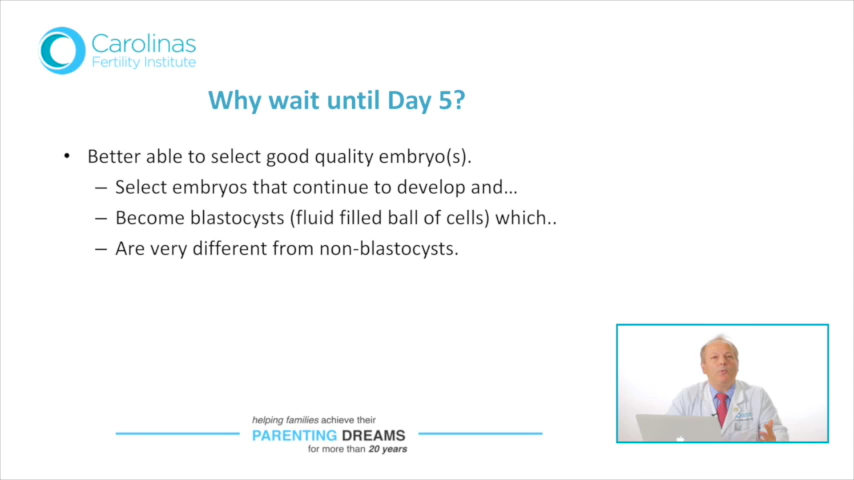 Carolinas
Fertility Institute
Why wait until Day 5?
• Better able to select good quality embryo(s).
– Select embryos that continue to develop and...
– Become blastocysts (fluid filled ball of cells) which..
– Are very different from non-blastocysts.
helping families achieve their
PARENTING DREAMS
for more than 20 years